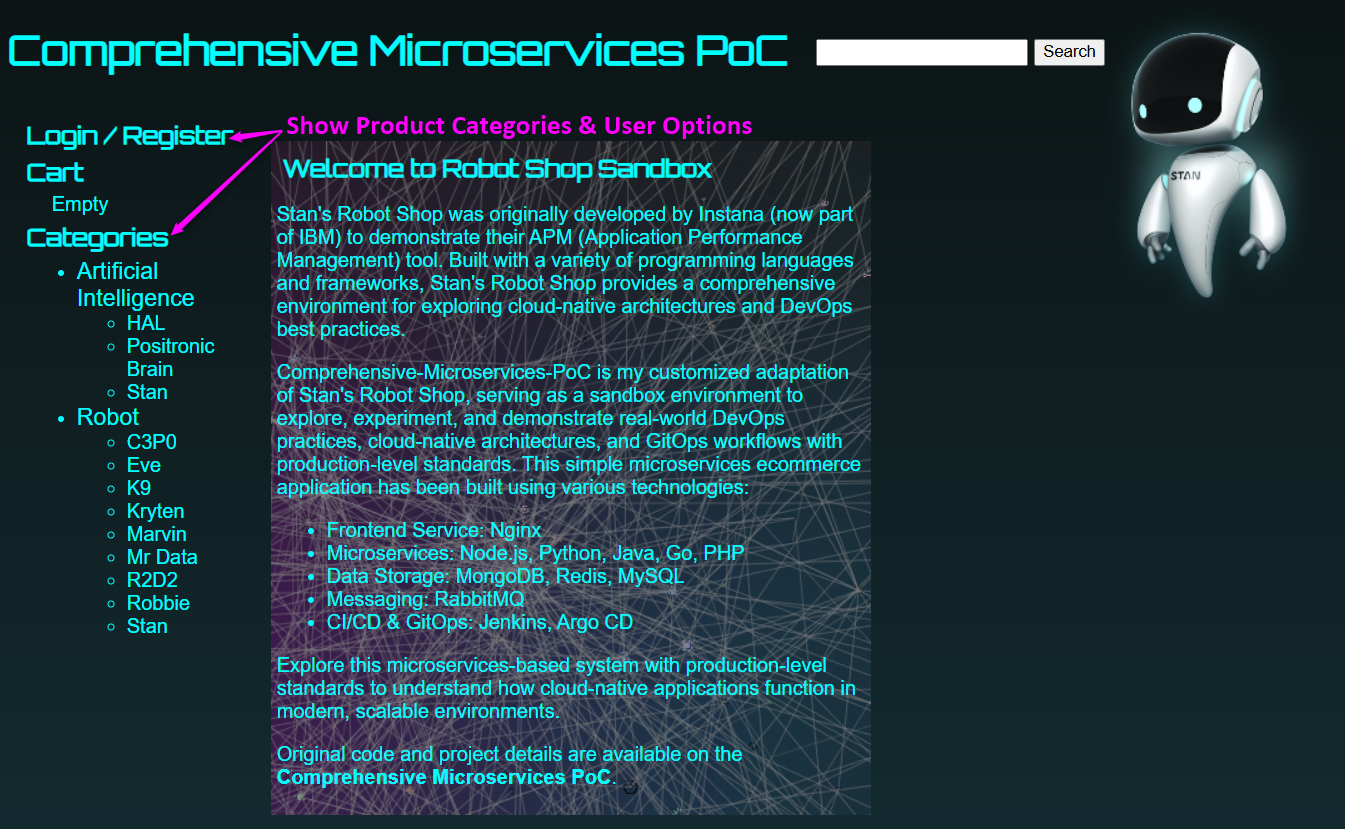 Comprehensive Microservices PoC
Search
STAN
Login / Register
Cart
Empty
Categories
• Artificial
Intelligence
○ HAL
○ Positronic
Brain
○ Stan
• Robot
○ C3P0
○ Eve
○ K9
○ Kryten
○ Marvin
○ Mr Data
○ R2D2
○ Robbie
○ Stan
Show Product Categories & User Options
Welcome to Robot Shop Sandbox
Stan's Robot Shop was originally developed by Instana (now part
of IBM) to demonstrate their APM (Application Performance
Management) tool. Built with a variety of programming languages
and frameworks, Stan's Robot Shop provides a comprehensive
environment for exploring cloud-native architectures and DevOps
best practices.
Comprehensive-Microservices-PoC is my customized adaptation
of Stan's Robot Shop, serving as a sandbox environment to
explore, experiment, and demonstrate real-world DevOps
practices, cloud-native architectures, and GitOps workflows with
production-level standards. This simple microservices ecommerce
application has been built using various technologies:
• Frontend Service: Nginx
• Microservices: Node.js, Python, Java, Go, PHP
• Data Storage: MongoDB, Redis, MySQL
• Messaging: RabbitMQ
• CI/CD & GitOps: Jenkins, Argo CD
Explore this microservices-based system with production-level
standards to understand how cloud-native applications function in
modern, scalable environments.
Original code and project details are available on the
Comprehensive Microservices PoC.